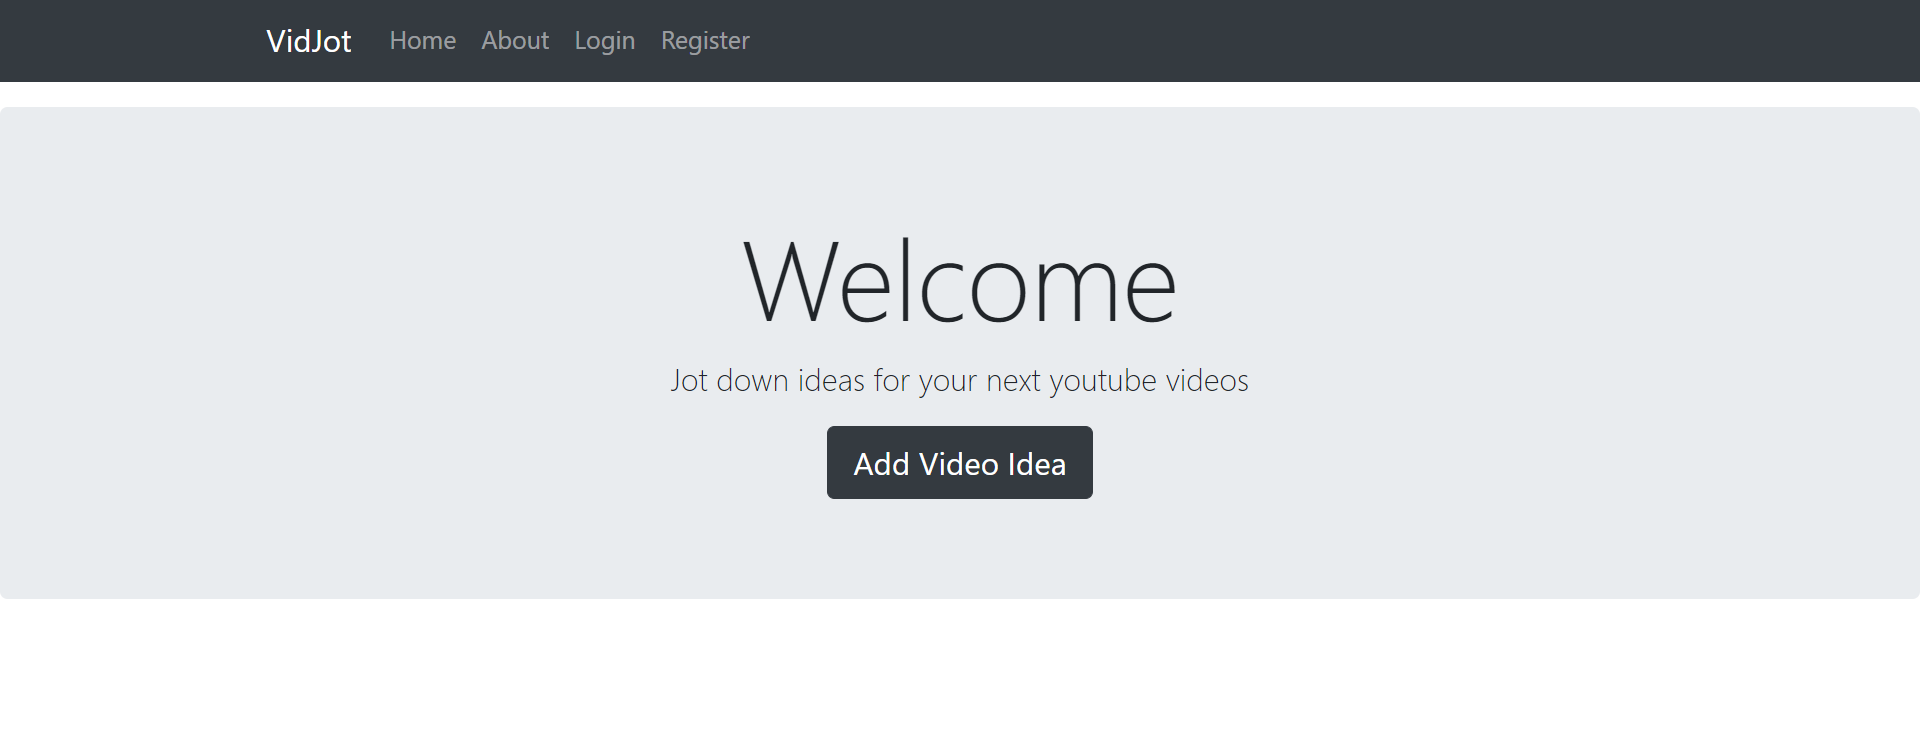 VidJot Home About Login Register
Welcome
Jot down ideas for your next youtube videos
Add Video Idea